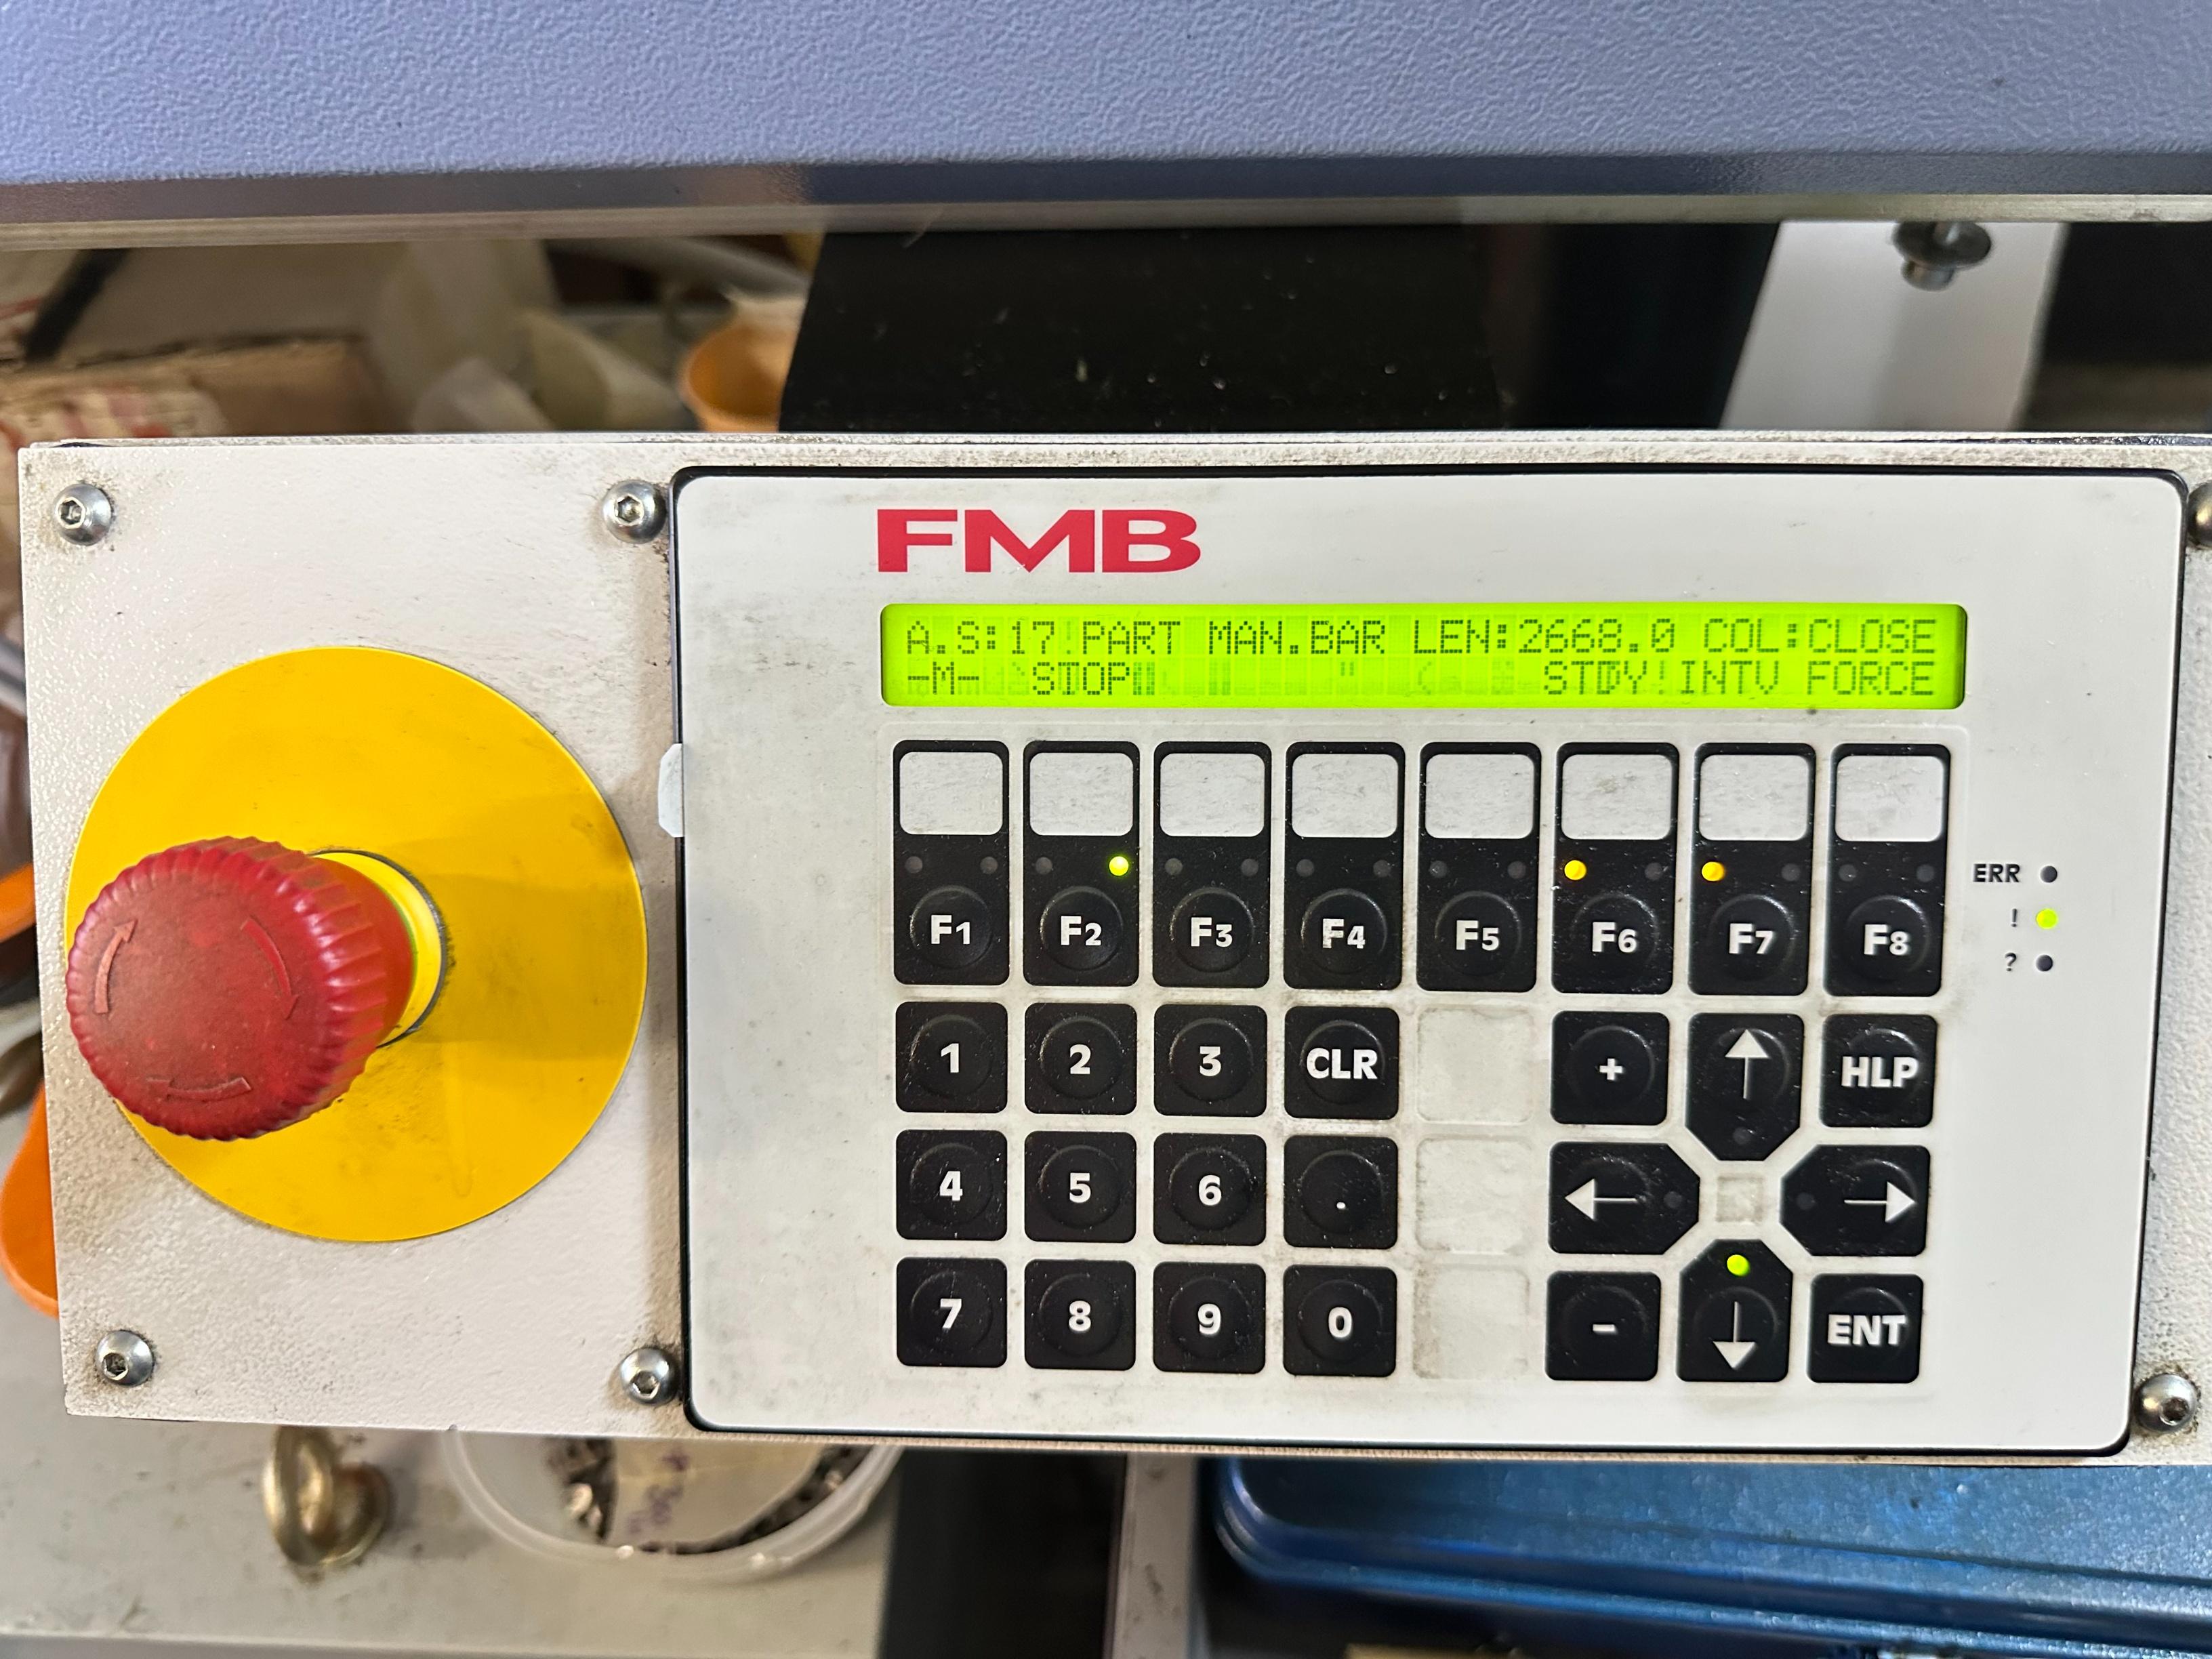 FMB
A.S:17!PART MAN.BAR LEN:2668.0 COL:CLOSE
-M- STOP STDY!INTV FORCE
F1 F2 F3 F4 F5 F6 F7 F8
ERR
!
?
1 2 3 CLR + HLP
4 5 6 .
7 8 9 0 - ENT